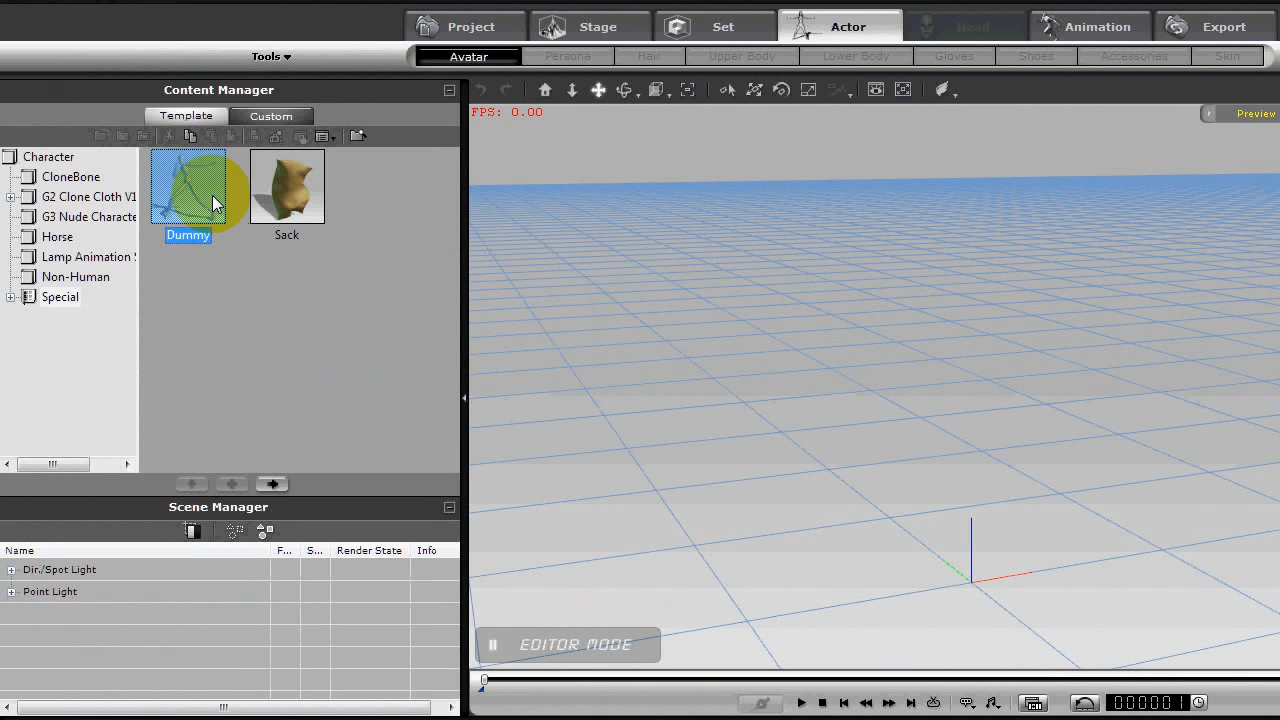 Project Stage Set Actor Head Animation Export
Tools Avatar Persona Hair Upper Body Lower Body Gloves Shoes Accessories Skin
Content Manager
Template Custom
FPS: 0.00
Preview
Character
CloneBone
G2 Clone Cloth V1
G3 Nude Characte
Horse
Lamp Animation S
Non-Human
Special
Dummy Sack
Scene Manager
Name F... S... Render State Info
Dir./Spot Light
Point Light
EDITOR MODE
000001